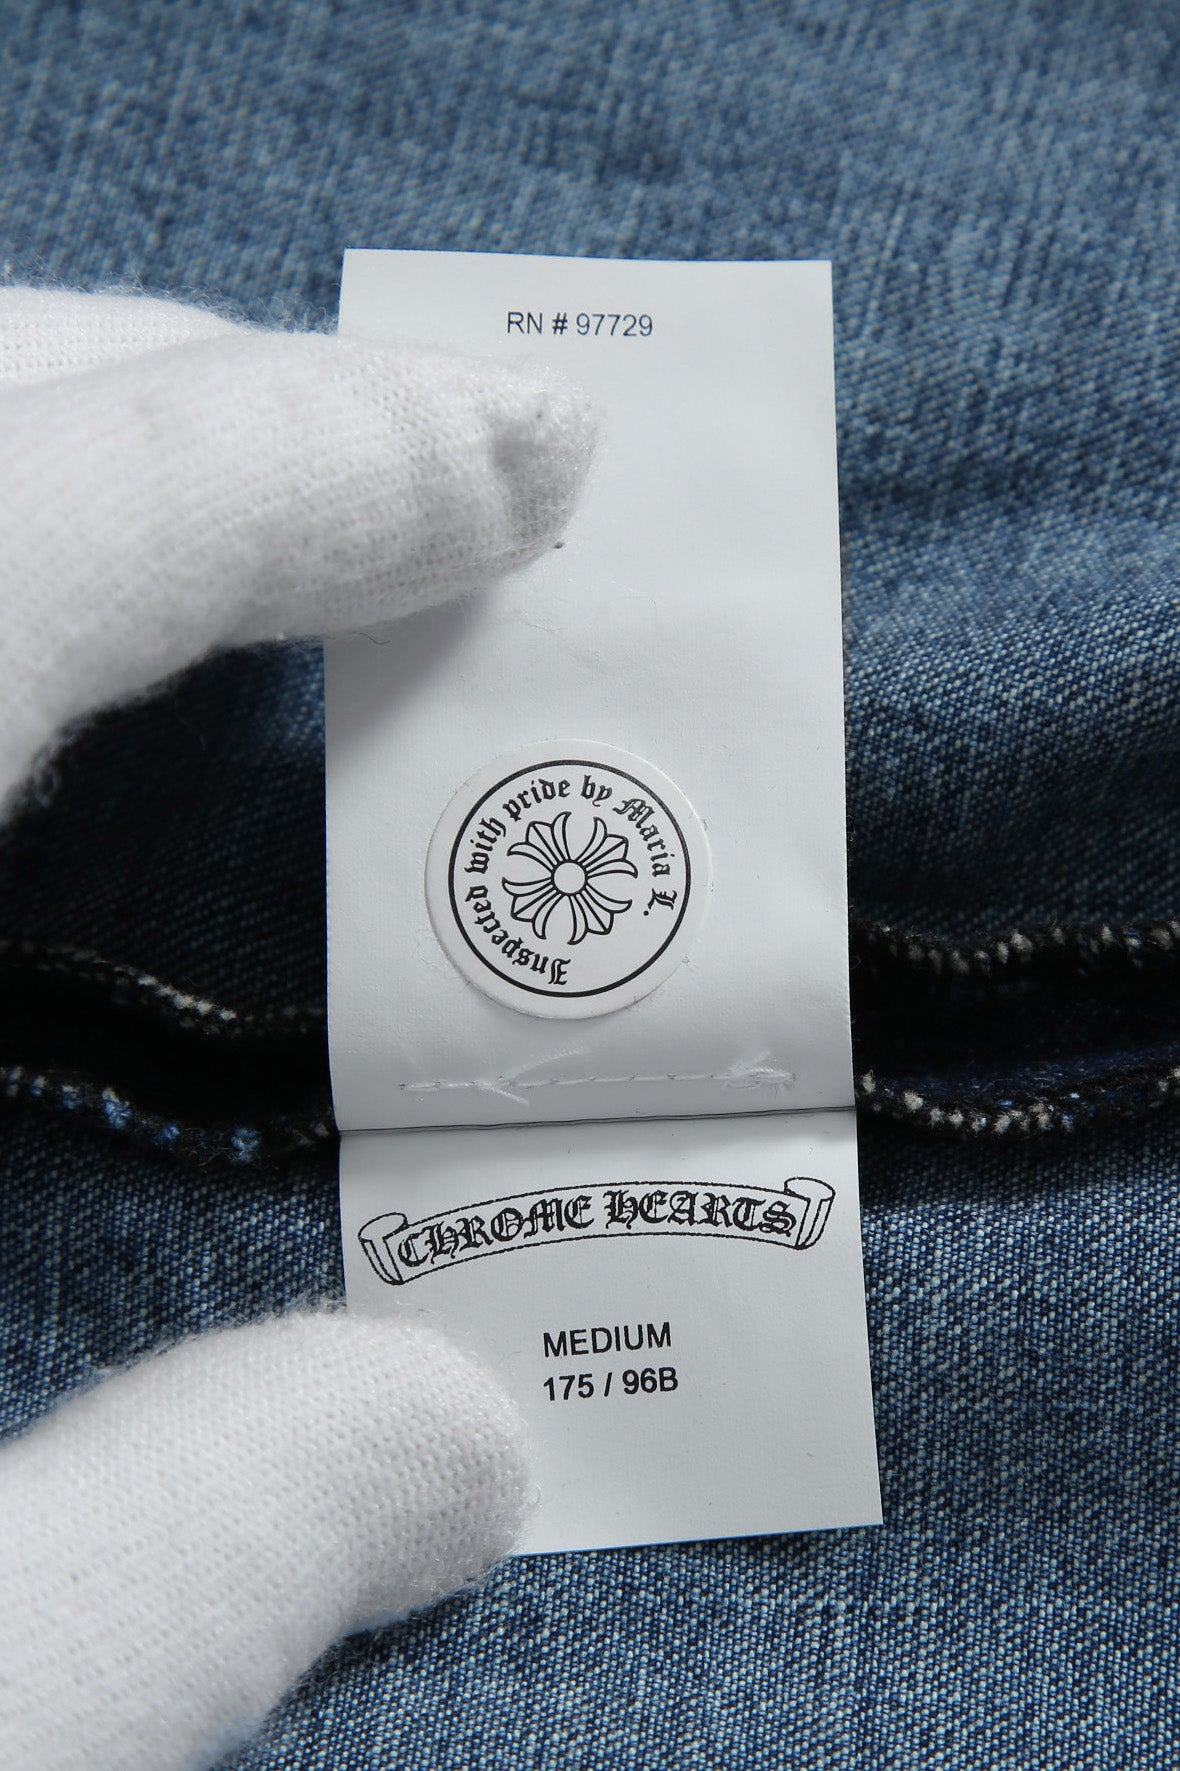 RN # 97729
Inspected with pride by Maria L.
CHROME HEARTS
MEDIUM
175 / 96B